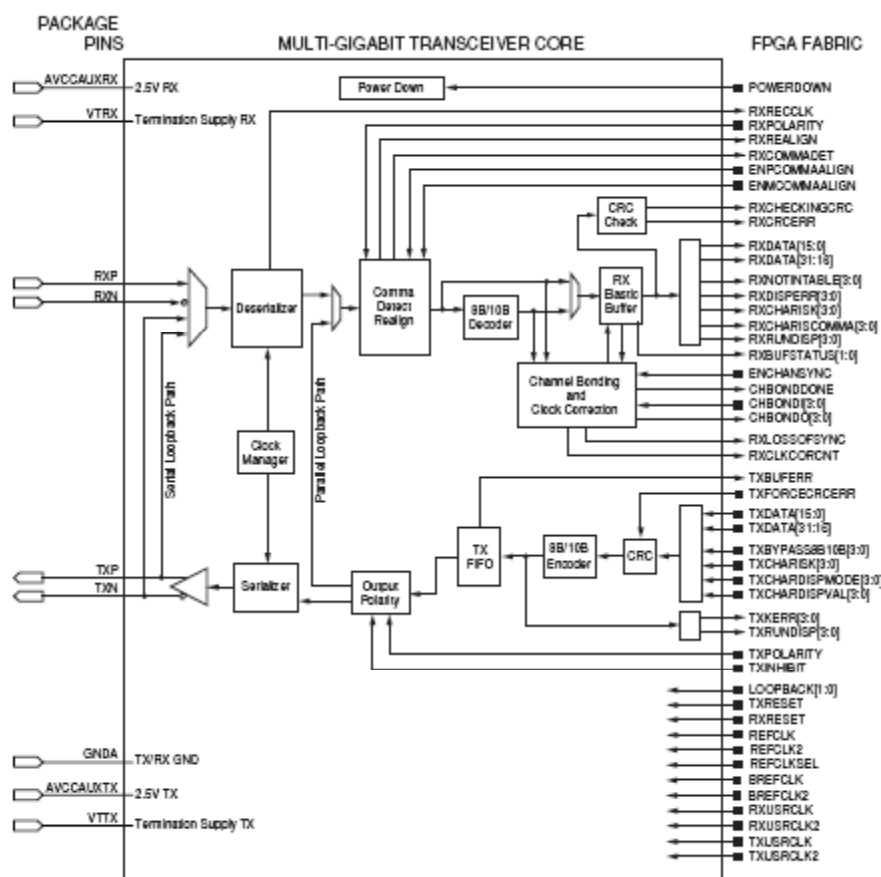 PACKAGE PINS
MULTI-GIGABIT TRANSCEIVER CORE
FPGA FABRIC
AVCCAUXRX
2.5V RX
Power Down
POWERDOWN
VTRX
Termination Supply RX
RXRECCLK
RXPOLARITY
RXREALIGN
RXCOMMADET
ENPCOMMAALIGN
ENMCOMMAALIGN
CRC
Check
RXCHECKINGCRC
RXCRCERR
RXP
RXN
Deserializer
Comma
Detect
Realign
8B/10B
Decoder
RX
Elastic
Buffer
RXDATA[15:0]
RXDATA[31:16]
RXNOTINTABLE[3:0]
RXDISPERR[3:0]
RXCHARISK[3:0]
RXCHARISCOMMA[3:0]
RXRUNDISP[3:0]
RXBUFSTATUS[1:0]
Channel Bonding
and
Clock Correction
ENCHANSYNC
CHBONDDONE
CHBONDI[3:0]
CHBONDO[3:0]
RXLOSSOFSYNC
RXCLKCORCNT
Serial Loopback Path
Clock
Manager
Parallel Loopback Path
TXBUFERR
TXFORCECRCERR
TXDATA[15:0]
TXDATA[31:16]
TX
FIFO
8B/10B
Encoder
CRC
TXBYPASS8B10B[3:0]
TXCHARISK[3:0]
TXCHARDISPMODE[3:0]
TXCHARDISPVAL[3:0]
TXP
TXN
Serializer
Output
Polarity
TXKERR[3:0]
TXRUNDISP[3:0]
TXPOLARITY
TXINHIBIT
LOOPBACK[1:0]
TXRESET
RXRESET
REFCLK
REFCLK2
REFCLKSEL
BREFCLK
BREFCLK2
RXUSRCLK
RXUSRCLK2
TXUSRCLK
TXUSRCLK2
GNDA
TX/RX GND
AVCCAUXTX
2.5V TX
VTTX
Termination Supply TX